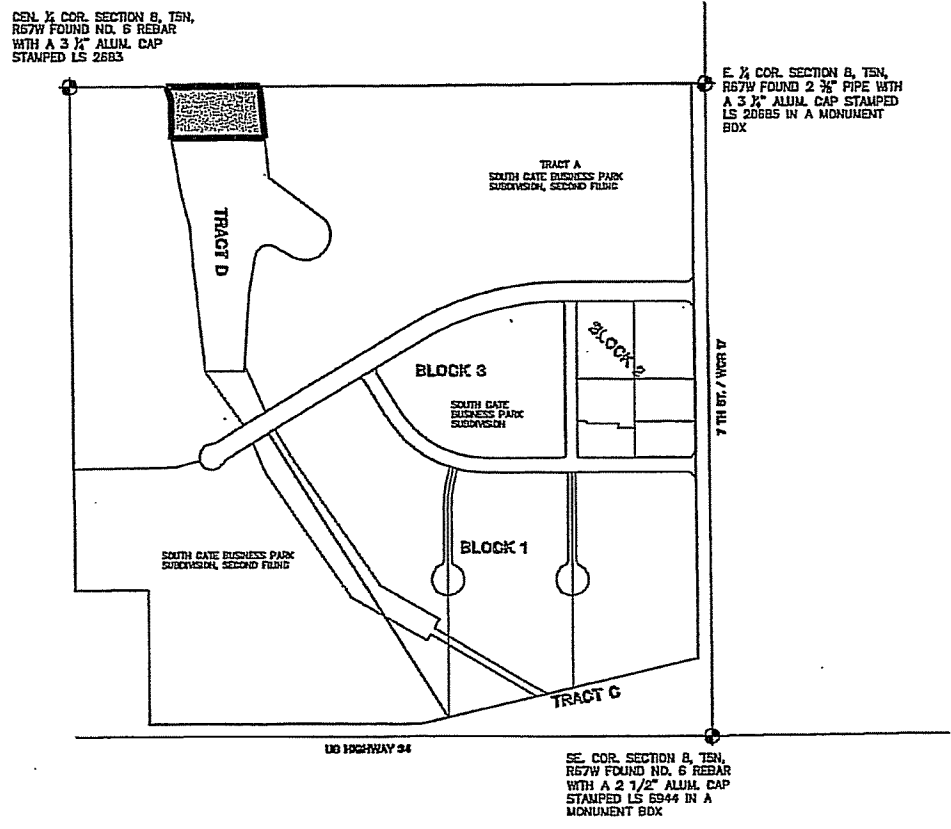 CEN. ¼ COR. SECTION 8, T5N,
R67W FOUND NO. 6 REBAR
WITH A 3 ¼" ALUM. CAP
STAMPED LS 2683
E. ¼ COR. SECTION 8, T5N,
R67W FOUND 2 ⅜" PIPE WITH
A 3 ¼" ALUM. CAP STAMPED
LS 20685 IN A MONUMENT
BOX
TRACT A
SOUTH GATE BUSINESS PARK
SUBDIVISION, SECOND FILING
TRACT D
BLOCK 2
BLOCK 3
7 TH ST. / WCR 17
SOUTH GATE
BUSINESS PARK
SUBDIVISION
BLOCK 1
SOUTH GATE BUSINESS PARK
SUBDIVISION, SECOND FILING
TRACT C
US HIGHWAY 34
SE. COR. SECTION 8, T5N,
R67W FOUND NO. 6 REBAR
WITH A 2 1/2" ALUM. CAP
STAMPED LS 6944 IN A
MONUMENT BOX